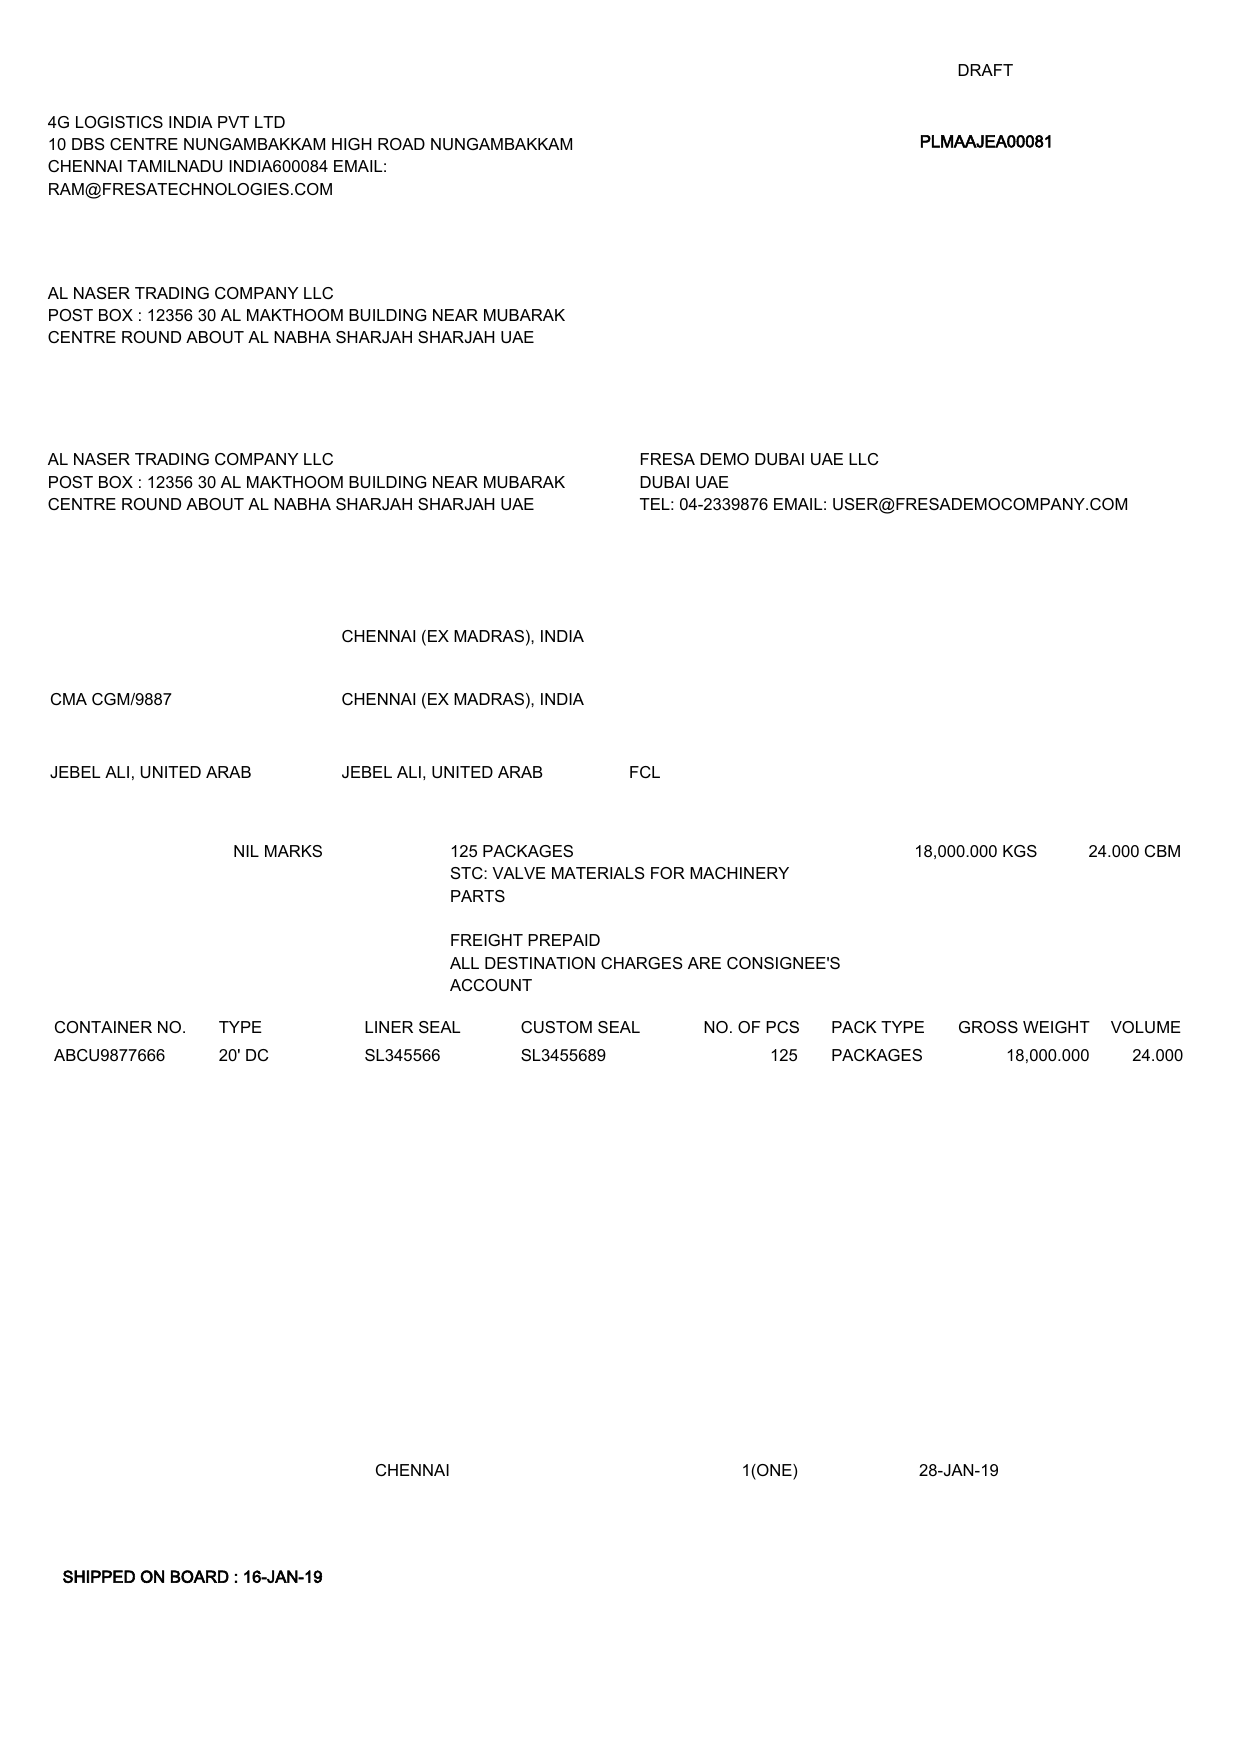 DRAFT
4G LOGISTICS INDIA PVT LTD
10 DBS CENTRE NUNGAMBAKKAM HIGH ROAD NUNGAMBAKKAM
CHENNAI TAMILNADU INDIA600084 EMAIL:
RAM@FRESATECHNOLOGIES.COM
PLMAAJEA00081
AL NASER TRADING COMPANY LLC
POST BOX : 12356 30 AL MAKTHOOM BUILDING NEAR MUBARAK
CENTRE ROUND ABOUT AL NABHA SHARJAH SHARJAH UAE
AL NASER TRADING COMPANY LLC
POST BOX : 12356 30 AL MAKTHOOM BUILDING NEAR MUBARAK
CENTRE ROUND ABOUT AL NABHA SHARJAH SHARJAH UAE
FRESA DEMO DUBAI UAE LLC
DUBAI UAE
TEL: 04-2339876 EMAIL: USER@FRESADEMOCOMPANY.COM
CHENNAI (EX MADRAS), INDIA
CMA CGM/9887 CHENNAI (EX MADRAS), INDIA
JEBEL ALI, UNITED ARAB JEBEL ALI, UNITED ARAB FCL
NIL MARKS 125 PACKAGES 18,000.000 KGS 24.000 CBM
STC: VALVE MATERIALS FOR MACHINERY
PARTS
FREIGHT PREPAID
ALL DESTINATION CHARGES ARE CONSIGNEE'S
ACCOUNT
CONTAINER NO. TYPE LINER SEAL CUSTOM SEAL NO. OF PCS PACK TYPE GROSS WEIGHT VOLUME
ABCU9877666 20' DC SL345566 SL3455689 125 PACKAGES 18,000.000 24.000
CHENNAI 1(ONE) 28-JAN-19
SHIPPED ON BOARD : 16-JAN-19